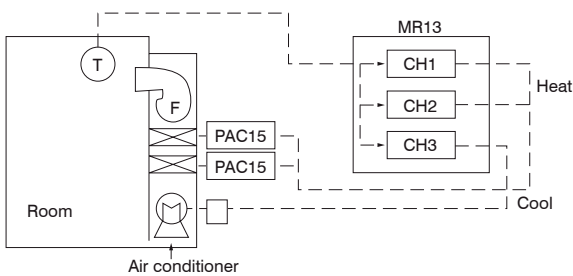 MR13
T
CH1
Heat
F
CH2
PAC15
CH3
PAC15
Room
M
Cool
Air conditioner